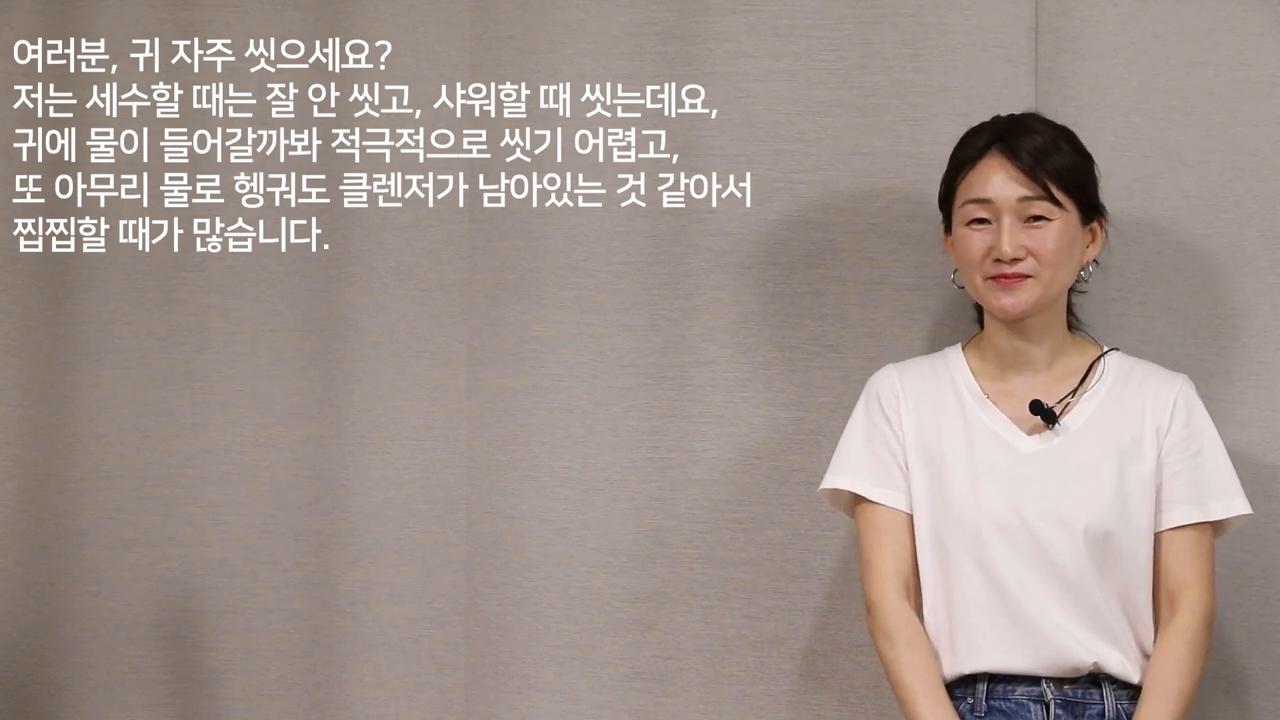 여러분, 귀 자주 씻으세요?
저는 세수할 때는 잘 안 씻고, 샤워할 때 씻는데요,
귀에 물이 들어갈까봐 적극적으로 씻기 어렵고,
또 아무리 물로 헹궈도 클렌저가 남아있는 것 같아서
찝찝할 때가 많습니다.